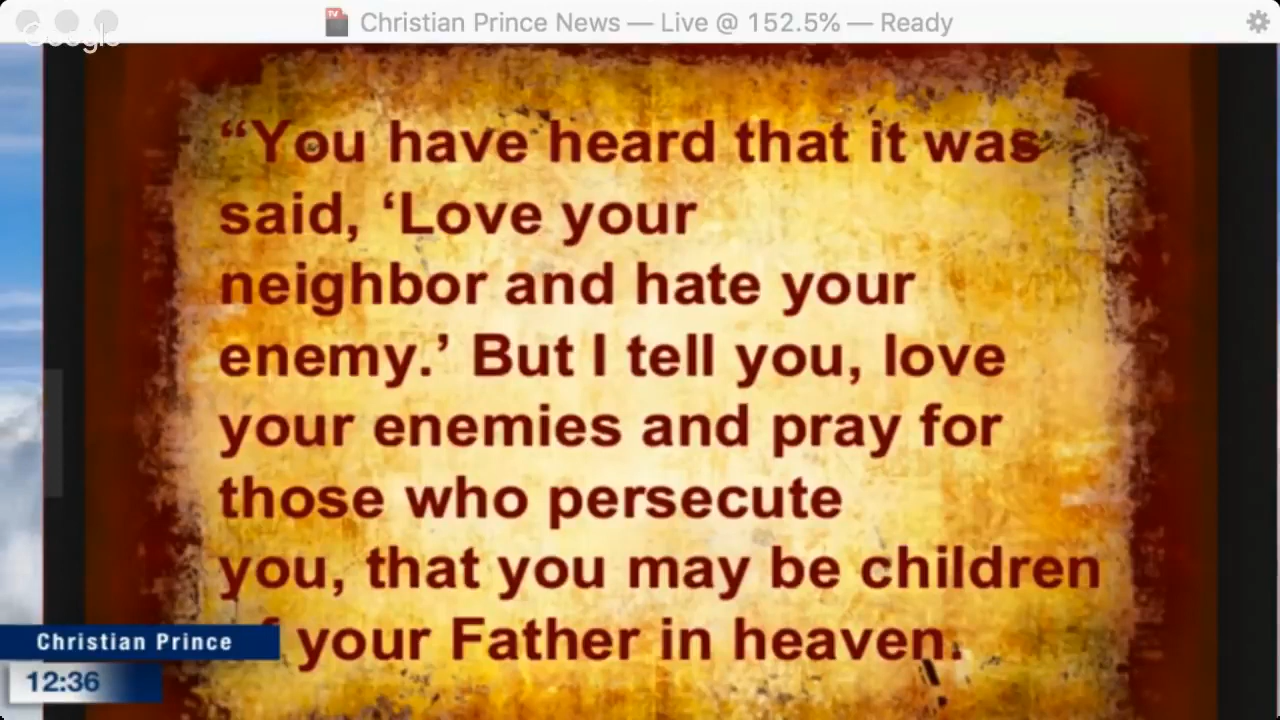 Christian Prince News — Live @ 152.5% — Ready
Google
“You have heard that it was
said, ‘Love your
neighbor and hate your
enemy.’ But I tell you, love
your enemies and pray for
those who persecute
you, that you may be children
your Father in heaven.
Christian Prince
12:36